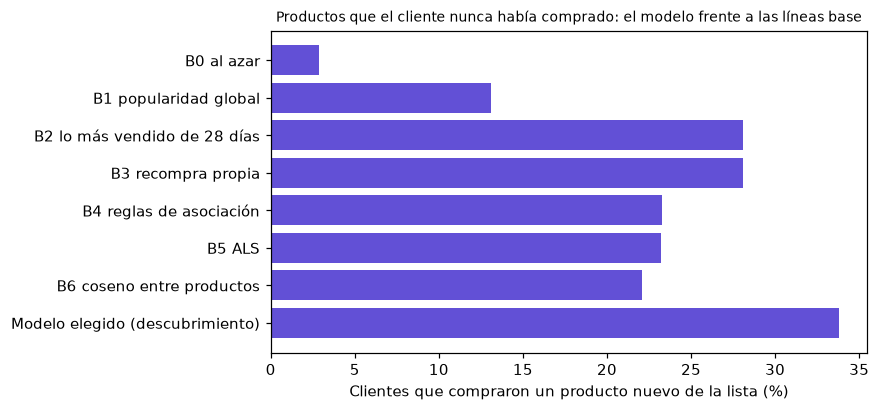 Productos que el cliente nunca había comprado: el modelo frente a las líneas base
B0 al azar
B1 popularidad global
B2 lo más vendido de 28 días
B3 recompra propia
B4 reglas de asociación
B5 ALS
B6 coseno entre productos
Modelo elegido (descubrimiento)
0 5 10 15 20 25 30 35
Clientes que compraron un producto nuevo de la lista (%)